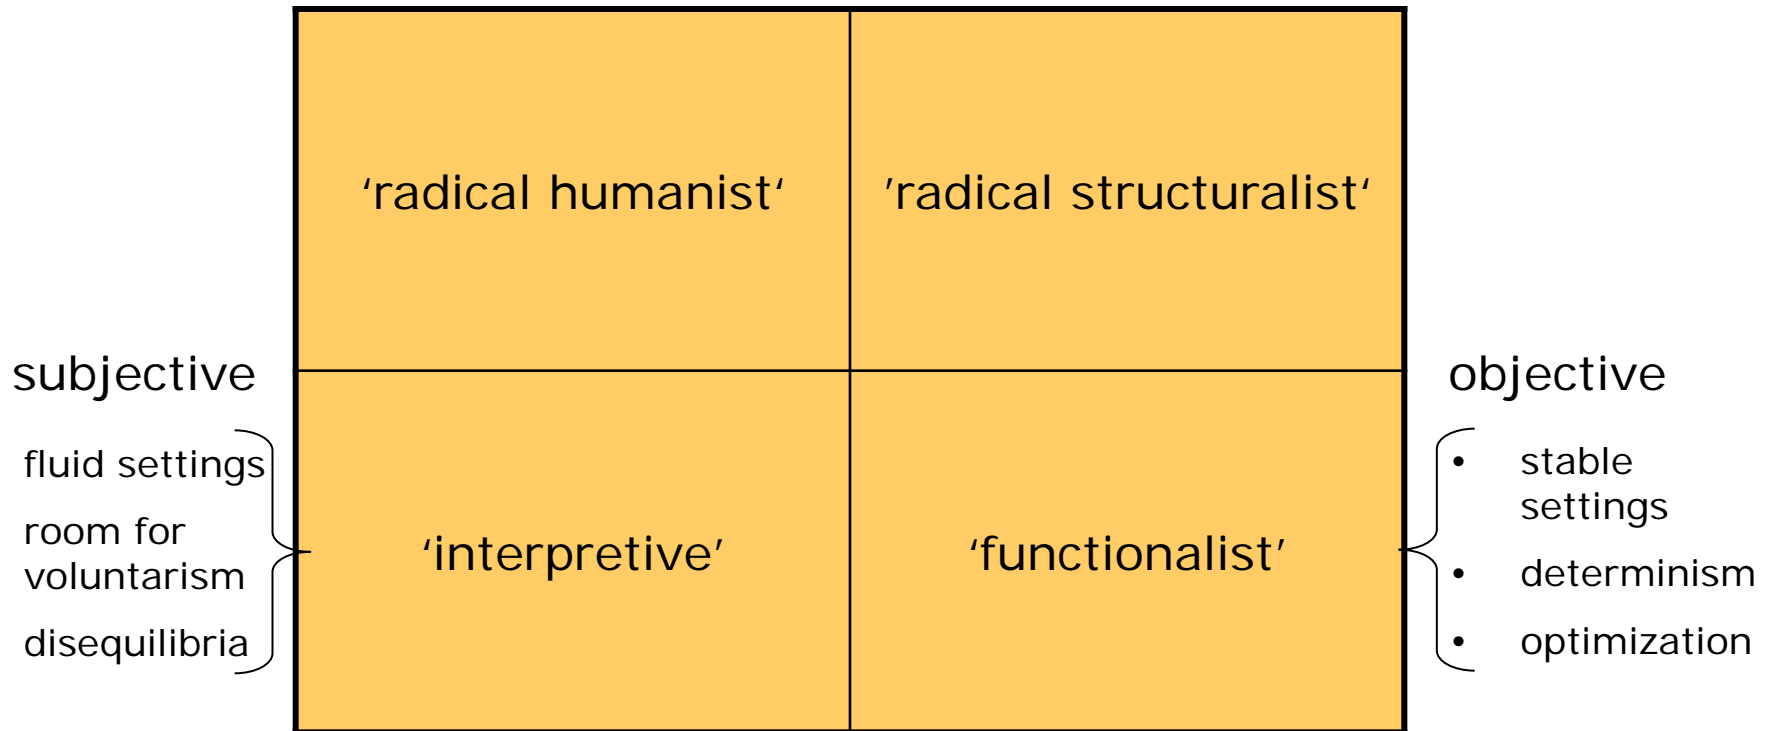 ‘radical humanist‘
’radical structuralist‘
subjective
objective
fluid settings
room for
voluntarism
disequilibria
‘interpretive’
‘functionalist’
• stable
settings
• determinism
• optimization